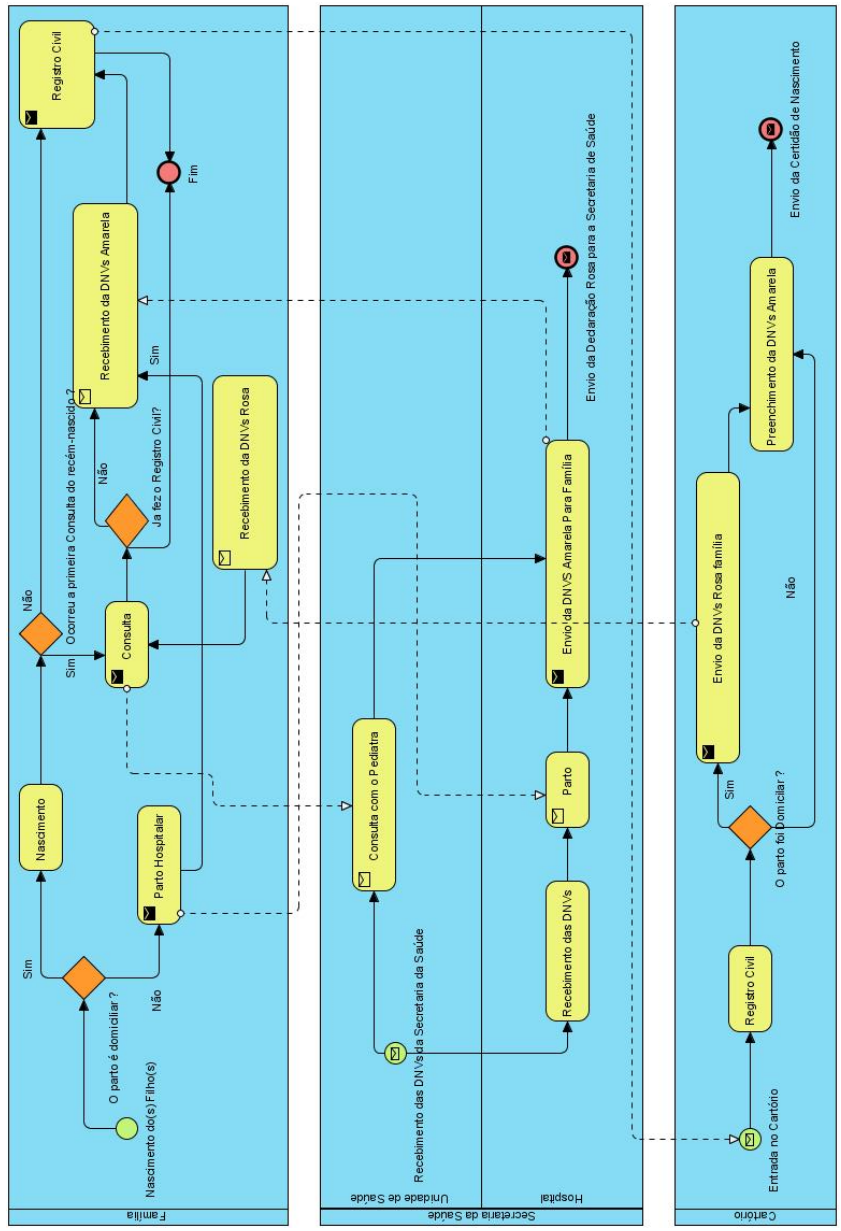 Família
Nascimento do(s) Filho(s)
O parto é domiciliar ?
Sim
Não
Nascimento
Parto Hospitalar
Ocorreu a primeira Consulta do recém-nascido ?
Sim
Não
Consulta
Ja fez o Registro Civil?
Não
Sim
Recebimento da DNVs Rosa
Recebimento da DNVs Amarela
Registro Civil
Fim
Secretaria da Saúde
Unidade de Saúde
Hospital
Recebimento das DNVs da Secretaria da Saúde
Consulta com o Pediatra
Recebimento das DNVs
Parto
Envio da DNVS Amarela Para Família
Envio da Declaração Rosa para a Secretaria de Saúde
Cartório
Entrada no Cartório
Registro Civil
O parto foi Domicilar ?
Sim
Não
Envio da DNVs Rosa família
Preenchimento da DNVs Amarela
Envio da Certidão de Nascimento